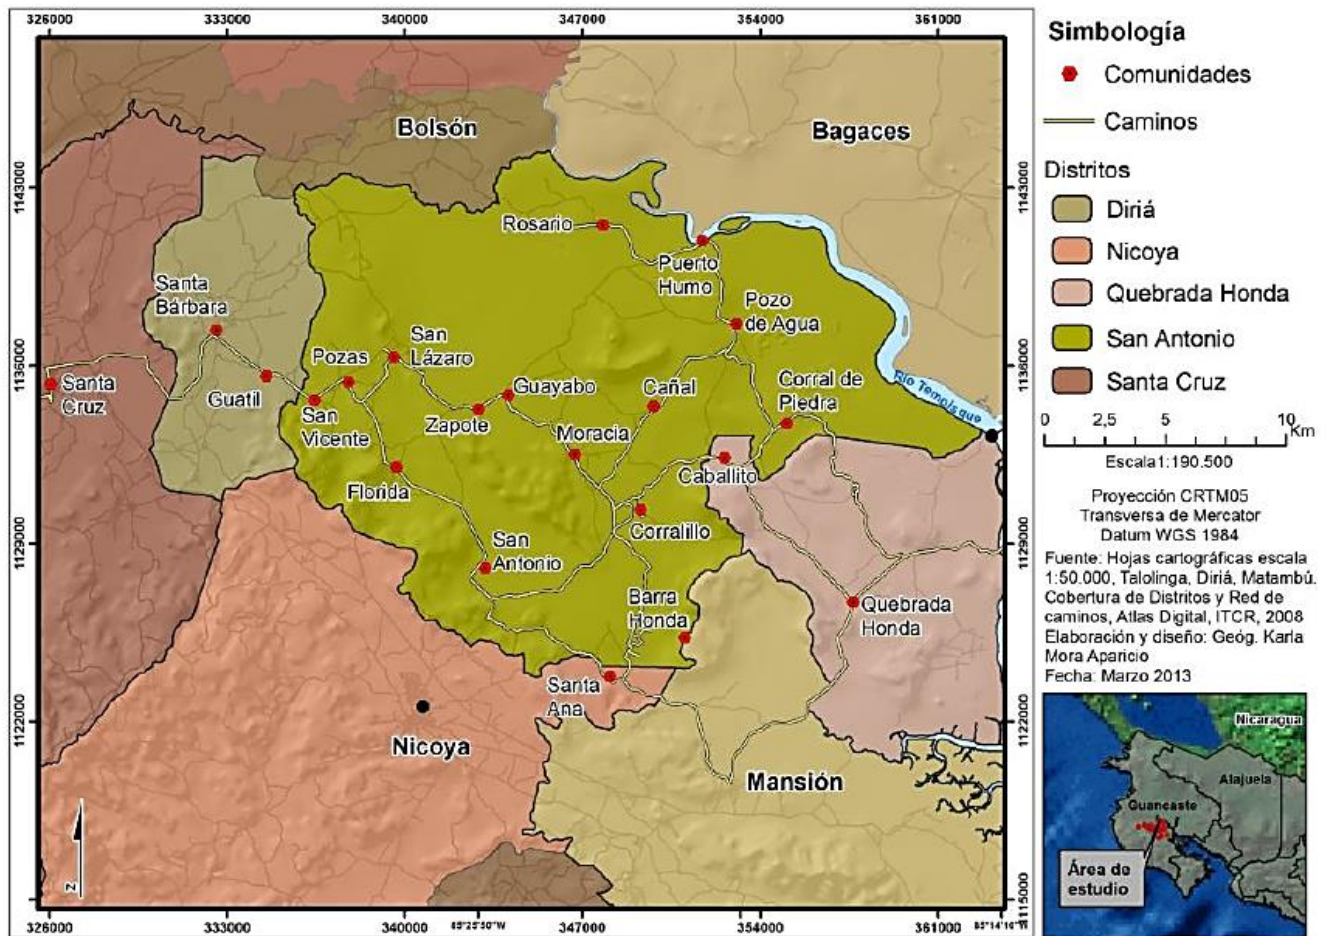 326000
333000
340000
347000
354000
361000
1143000
1136000
1129000
1122000
1115000
1143000
1136000
1129000
1122000
1115000
Bolsón
Bagaces
Rosario
Puerto
Humo
Santa
Bárbara
Pozo
de Agua
San
Lázaro
Pozas
Santa
Cruz
Guatil
San
Vicente
Guayabo
Zapote
Cañal
Corral de
Piedra
Río Tempisque
Moracia
Caballito
Florida
Corralillo
San
Antonio
Barra
Honda
Quebrada
Honda
Santa
Ana
Nicoya
Mansión
N
326000
333000
340000
347000
354000
361000
Simbología
Comunidades
Caminos
Distritos
Diriá
Nicoya
Quebrada Honda
San Antonio
Santa Cruz
0 2,5 5 10
Km
Escala1:190.500
Proyección CRTM05
Transversa de Mercator
Datum WGS 1984
Fuente: Hojas cartográficas escala
1:50.000, Talolinga, Diriá, Matambú.
Cobertura de Distritos y Red de
caminos, Atlas Digital, ITCR, 2008
Elaboración y diseño: Geóg. Karla
Mora Aparicio
Fecha: Marzo 2013
Nicaragua
Alajuela
Guancaste
Área de
estudio